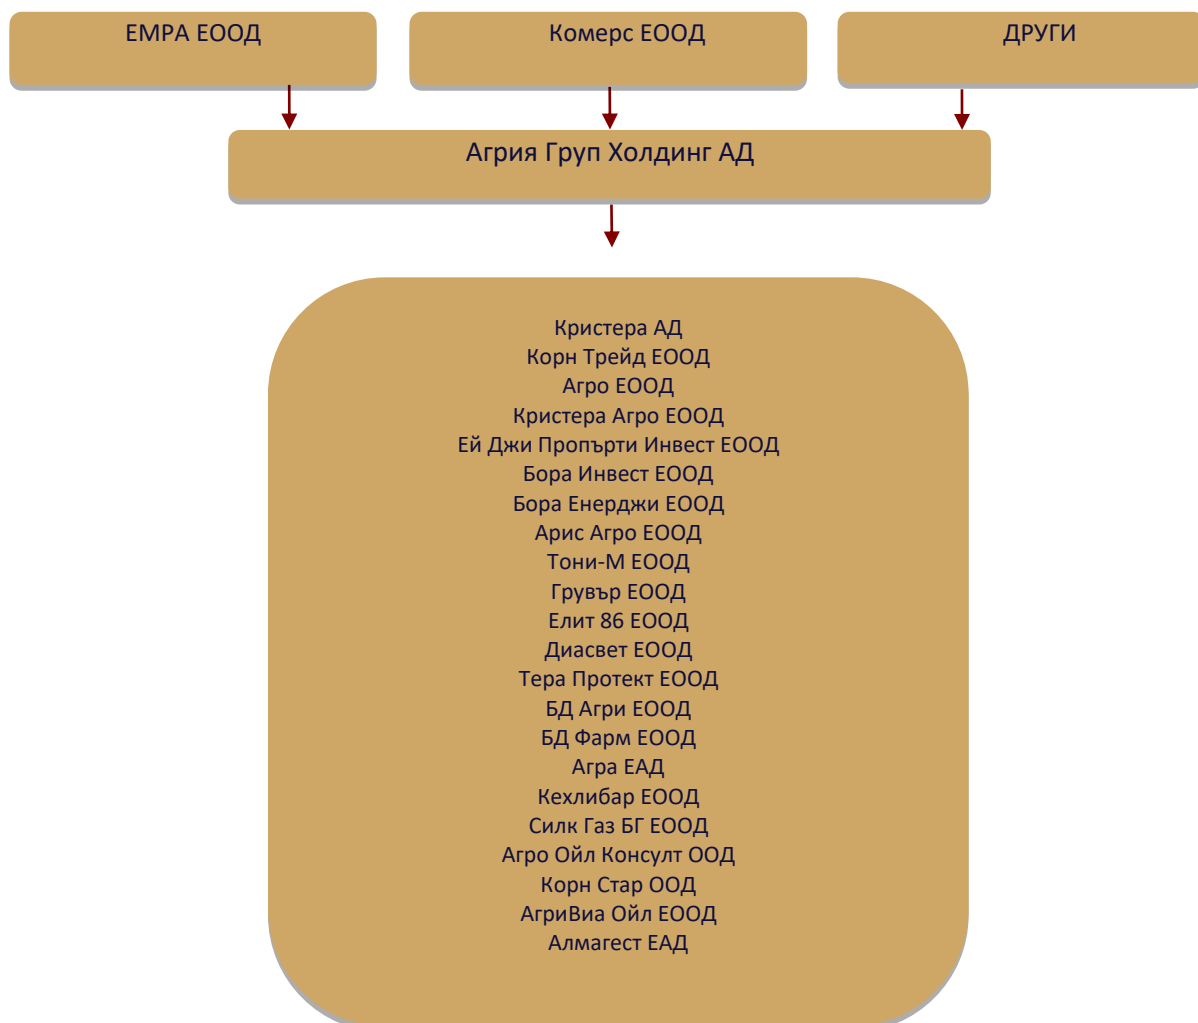 ЕМРА ЕООД
Комерс ЕООД
ДРУГИ
Агрия Груп Холдинг АД
Кристера АД
Корн Трейд ЕООД
Агро ЕООД
Кристера Агро ЕООД
Ей Джи Пропърти Инвест ЕООД
Бора Инвест ЕООД
Бора Енерджи ЕООД
Арис Агро ЕООД
Тони-М ЕООД
Грувър ЕООД
Елит 86 ЕООД
Диасвет ЕООД
Тера Протект ЕООД
БД Агри ЕООД
БД Фарм ЕООД
Агра ЕАД
Кехлибар ЕООД
Силк Газ БГ ЕООД
Агро Ойл Консулт ООД
Корн Стар ООД
АгриВиа Ойл ЕООД
Алмагест ЕАД